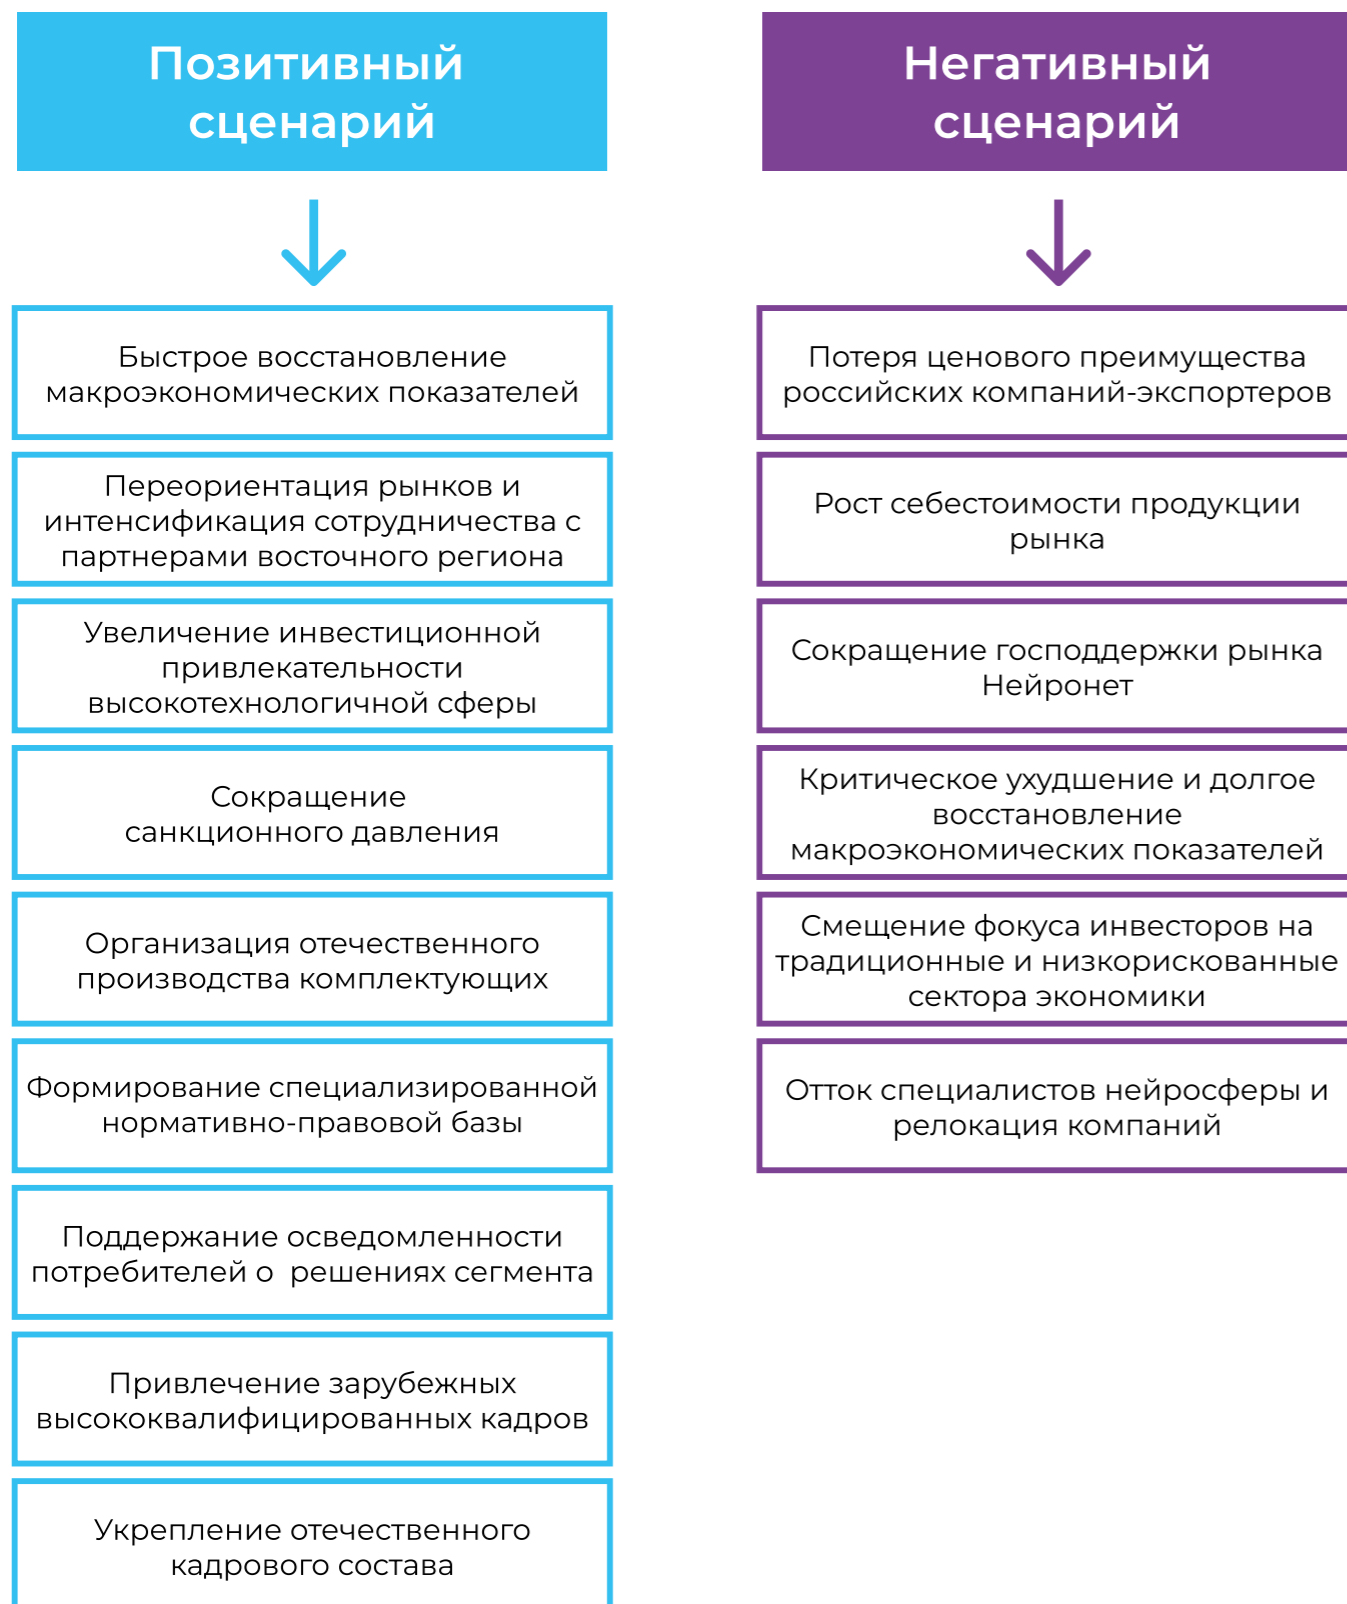 Позитивный
сценарий
Быстрое восстановление
макроэкономических показателей
Переориентация рынков и
интенсификация сотрудничества с
партнерами восточного региона
Увеличение инвестиционной
привлекательности
высокотехнологичной сферы
Сокращение
санкционного давления
Организация отечественного
производства комплектующих
Формирование специализированной
нормативно-правовой базы
Поддержание осведомленности
потребителей о  решениях сегмента
Привлечение зарубежных
высококвалифицированных кадров
Укрепление отечественного
кадрового состава
Негативный
сценарий
Потеря ценового преимущества
российских компаний-экспортеров
Рост себестоимости продукции
рынка
Сокращение господдержки рынка
Нейронет
Критическое ухудшение и долгое
восстановление
макроэкономических показателей
Смещение фокуса инвесторов на
традиционные и низкорискованные
сектора экономики
Отток специалистов нейросферы и
релокация компаний